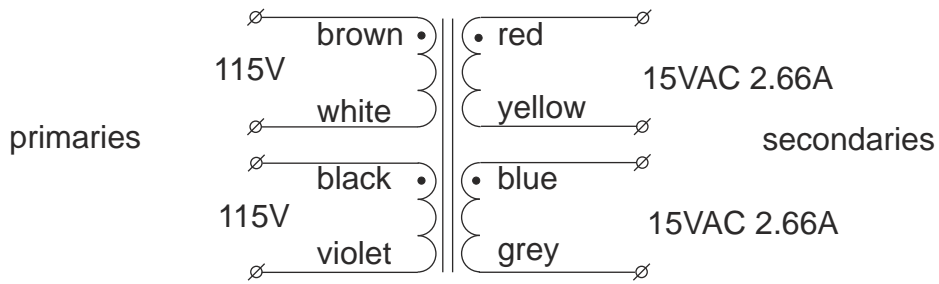 brown
red
115V
15VAC 2.66A
white
yellow
primaries
secondaries
black
blue
115V
15VAC 2.66A
violet
grey